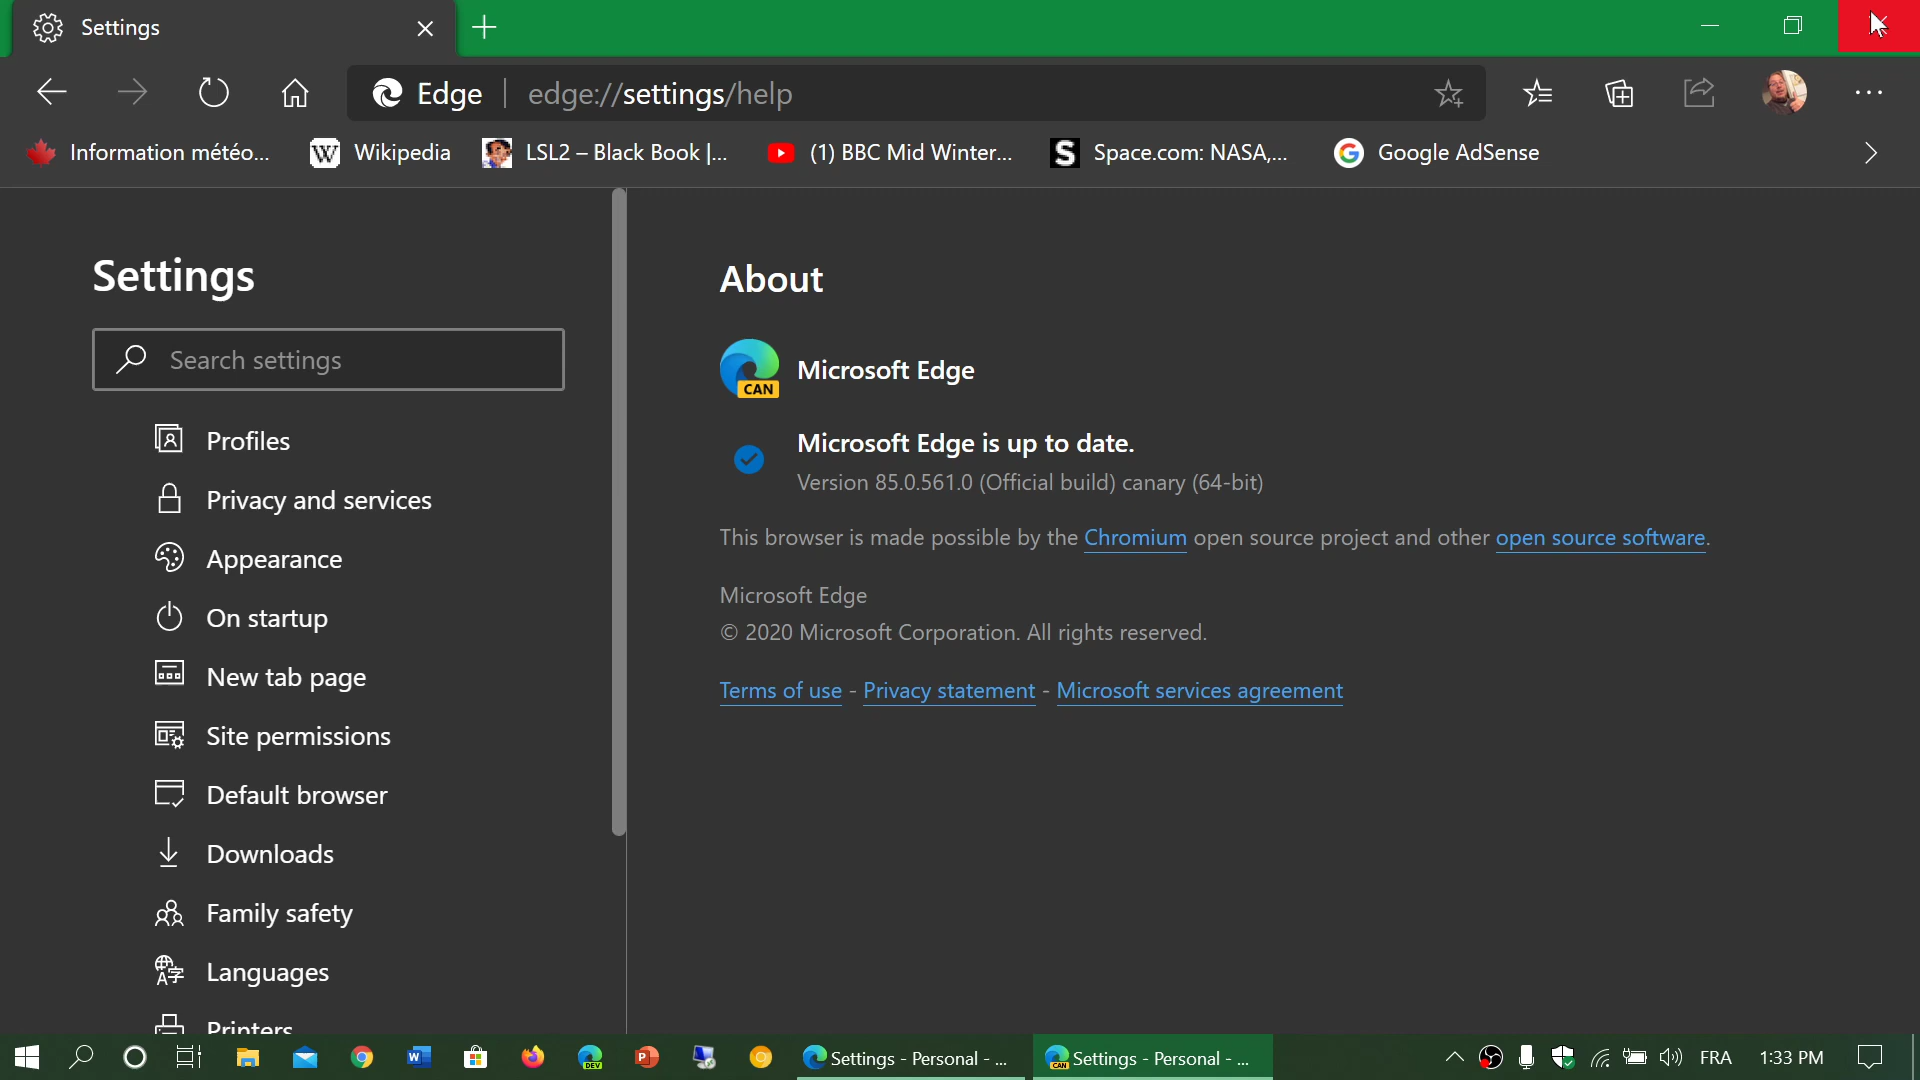 Settings
Edge
edge://settings/help
Information météo...
W Wikipedia
LSL2 – Black Book |...
(1) BBC Mid Winter...
S Space.com: NASA,...
G Google AdSense
Settings
Search settings
Profiles
Privacy and services
Appearance
On startup
New tab page
Site permissions
Default browser
Downloads
Family safety
Languages
Printers
About
CAN
Microsoft Edge
Microsoft Edge is up to date.
Version 85.0.561.0 (Official build) canary (64-bit)
This browser is made possible by the Chromium open source project and other open source software.
Microsoft Edge
© 2020 Microsoft Corporation. All rights reserved.
Terms of use - Privacy statement - Microsoft services agreement
W
DEV
P
Settings - Personal - ...
CAN
Settings - Personal - ...
FRA
1:33 PM